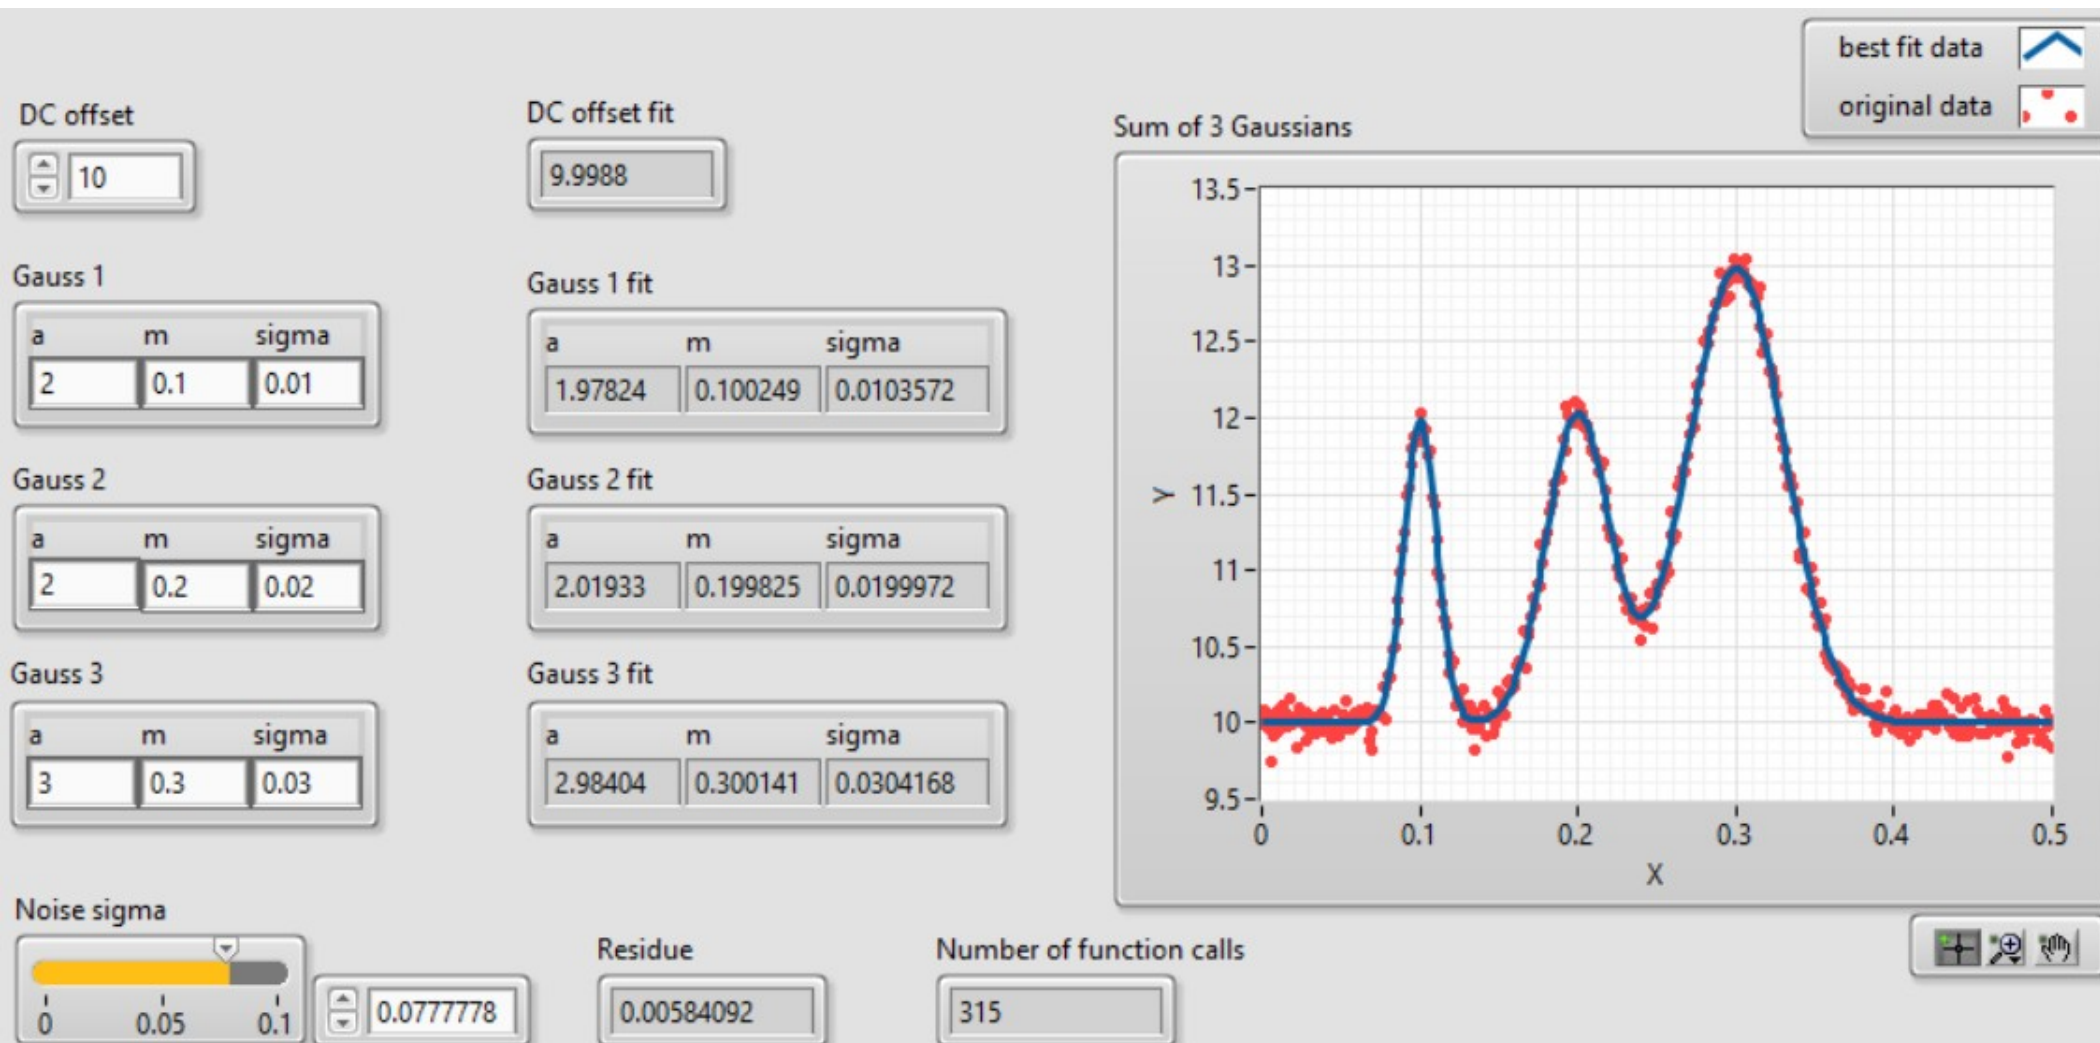 best fit data
original data
DC offset
10
DC offset fit
9.9988
Gauss 1
a m sigma
2 0.1 0.01
Gauss 1 fit
a m sigma
1.97824 0.100249 0.0103572
Gauss 2
a m sigma
2 0.2 0.02
Gauss 2 fit
a m sigma
2.01933 0.199825 0.0199972
Gauss 3
a m sigma
3 0.3 0.03
Gauss 3 fit
a m sigma
2.98404 0.300141 0.0304168
Sum of 3 Gaussians
13.5
13
12.5
12
Y
11.5
11
10.5
10
9.5
0 0.1 0.2 0.3 0.4 0.5
X
Noise sigma
0 0.05 0.1
0.0777778
Residue
0.00584092
Number of function calls
315